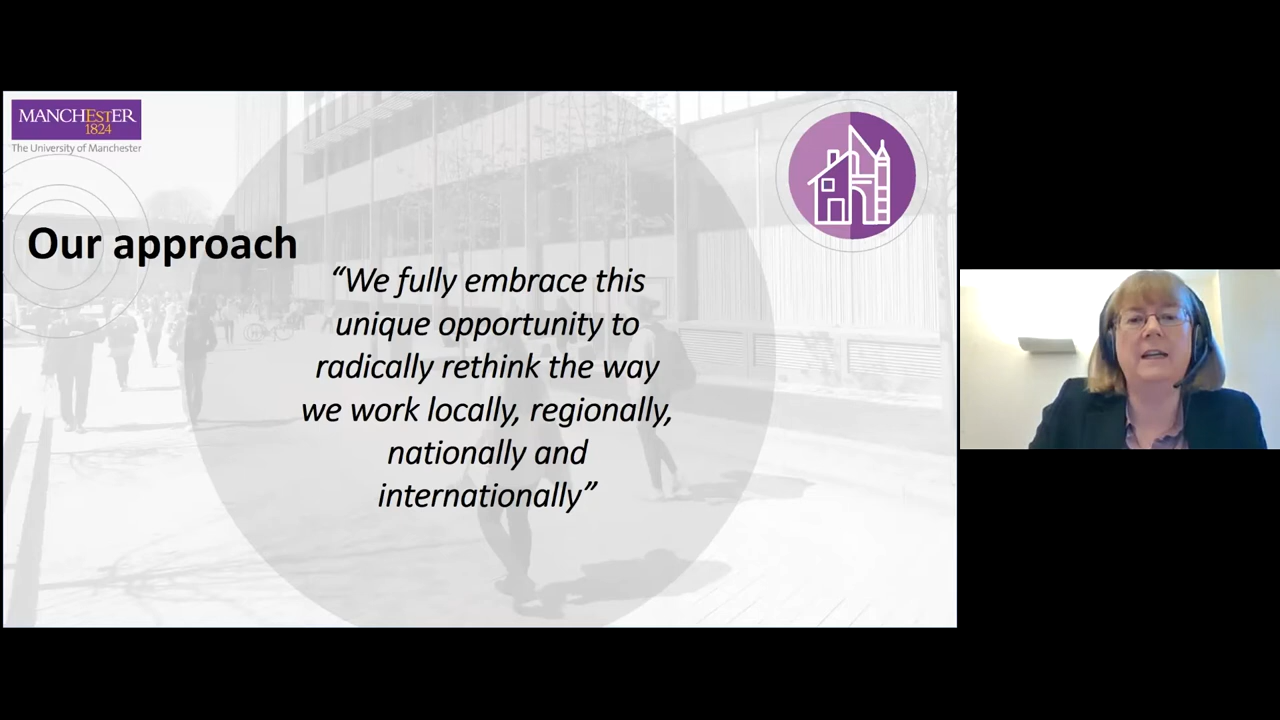 MANCHESTER
1824
The University of Manchester
Our approach
“We fully embrace this
unique opportunity to
radically rethink the way
we work locally, regionally,
nationally and
internationally”